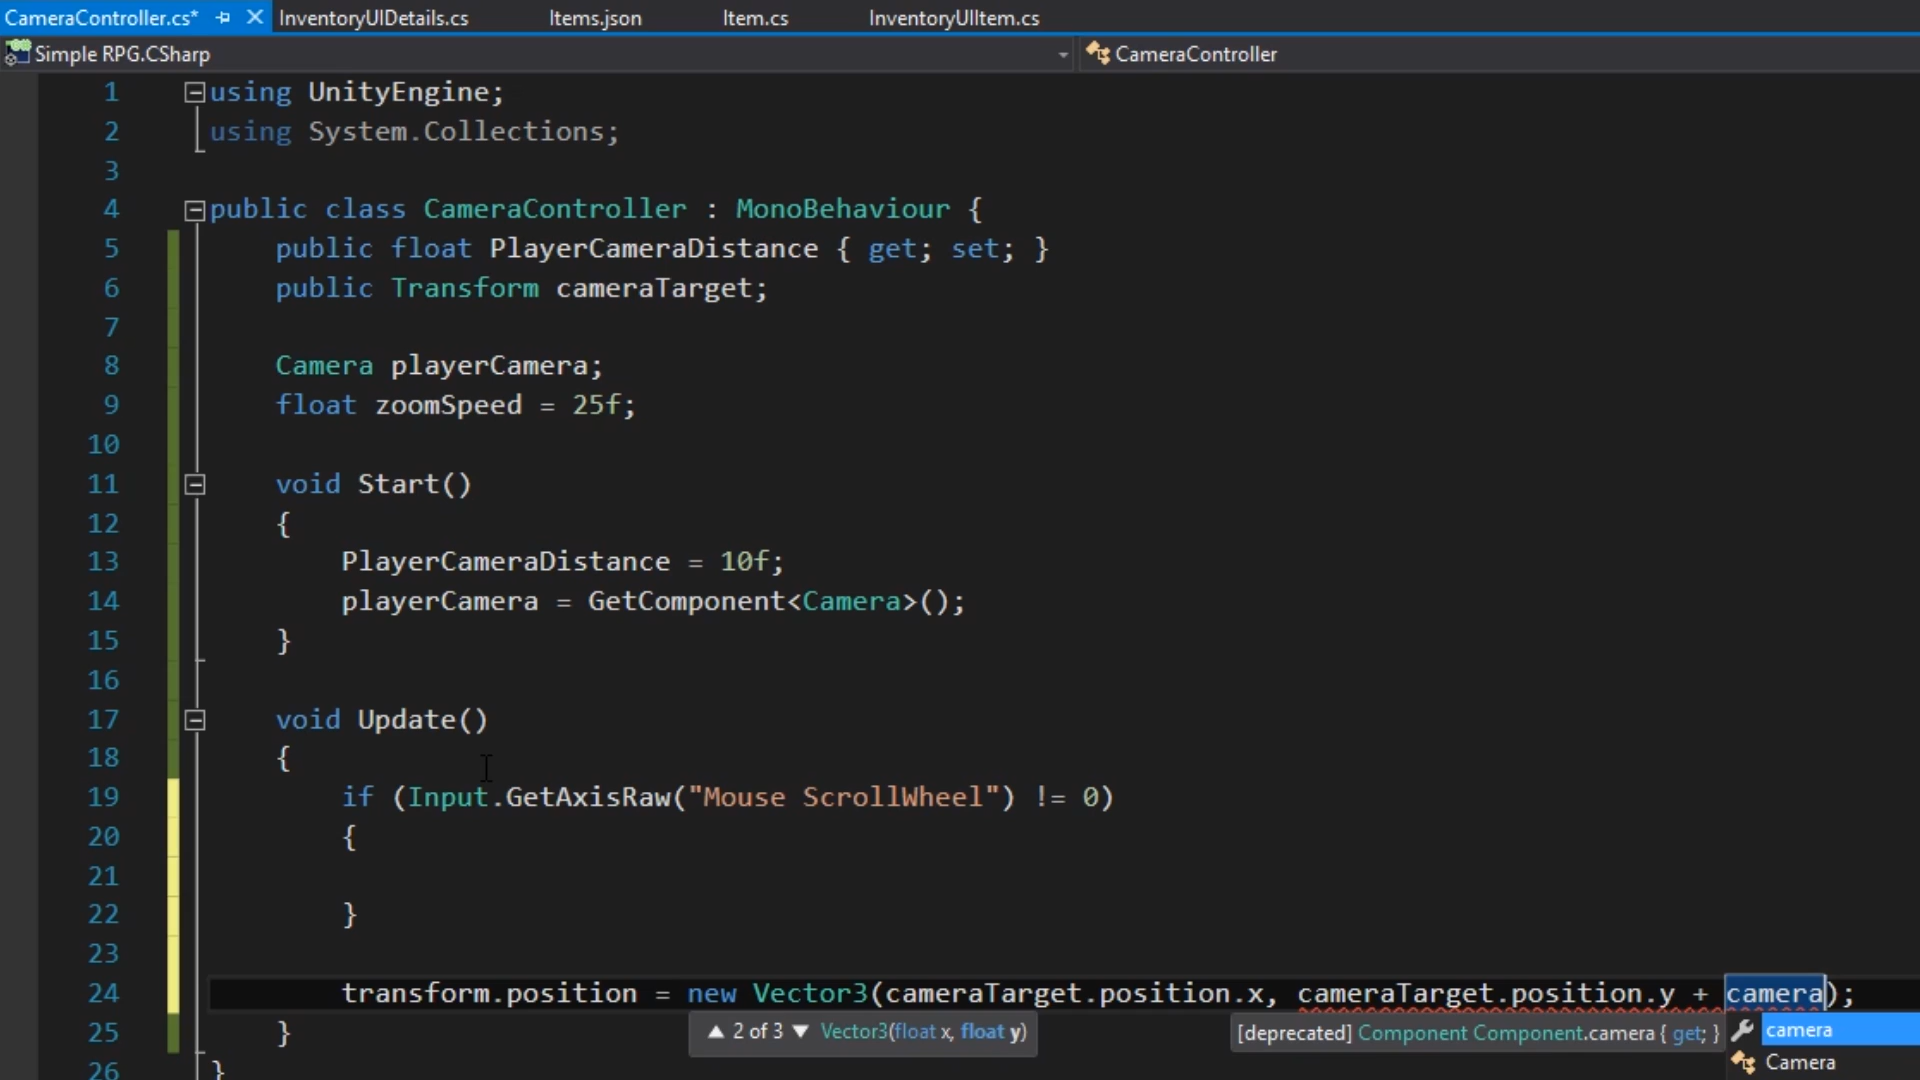 CameraController.cs* InventoryUIDetails.cs Items.json Item.cs InventoryUIItem.cs
Simple RPG.CSharp CameraController
1 using UnityEngine;
2 using System.Collections;
3
4 public class CameraController : MonoBehaviour {
5 public float PlayerCameraDistance { get; set; }
6 public Transform cameraTarget;
7
8 Camera playerCamera;
9 float zoomSpeed = 25f;
10
11 void Start()
12 {
13 PlayerCameraDistance = 10f;
14 playerCamera = GetComponent<Camera>();
15 }
16
17 void Update()
18 {
19 if (Input.GetAxisRaw("Mouse ScrollWheel") != 0)
20 {
21
22 }
23
24 transform.position = new Vector3(cameraTarget.position.x, cameraTarget.position.y + camera);
25 }
▲ 2 of 3 ▼ Vector3(float x, float y) [deprecated] Component Component.camera { get; } camera
26 }
Camera